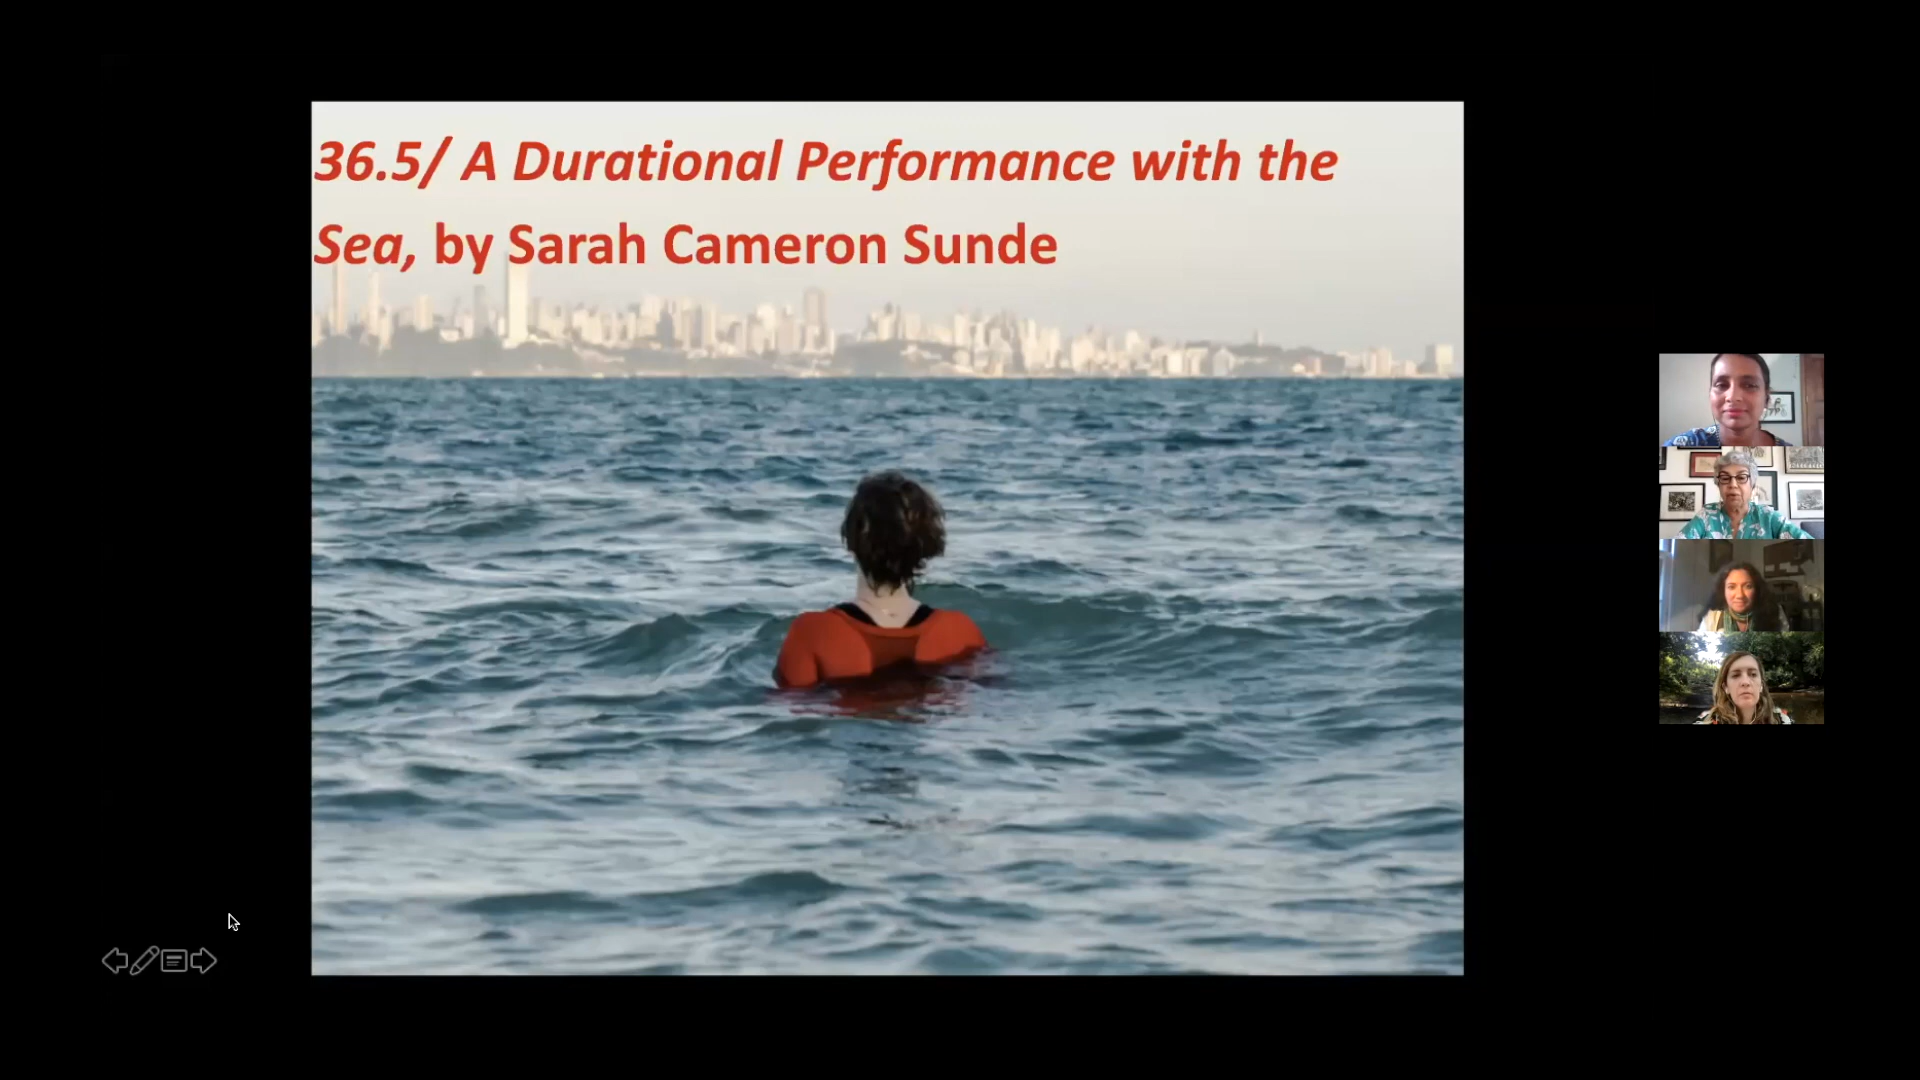 36.5/ A Durational Performance with the
Sea, by Sarah Cameron Sunde